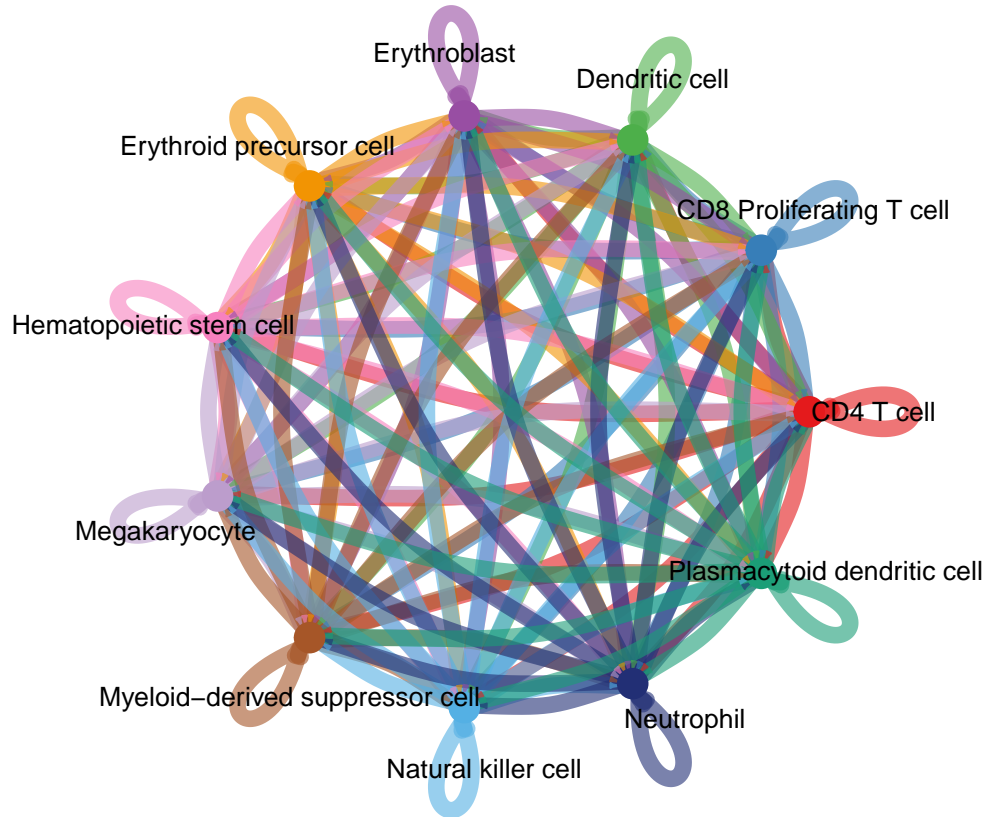 Erythroblast
Dendritic cell
Erythroid precursor cell
CD8 Proliferating T cell
Hematopoietic stem cell
CD4 T cell
Megakaryocyte
Plasmacytoid dendritic cell
Myeloid−derived suppressor cell
Neutrophil
Natural killer cell